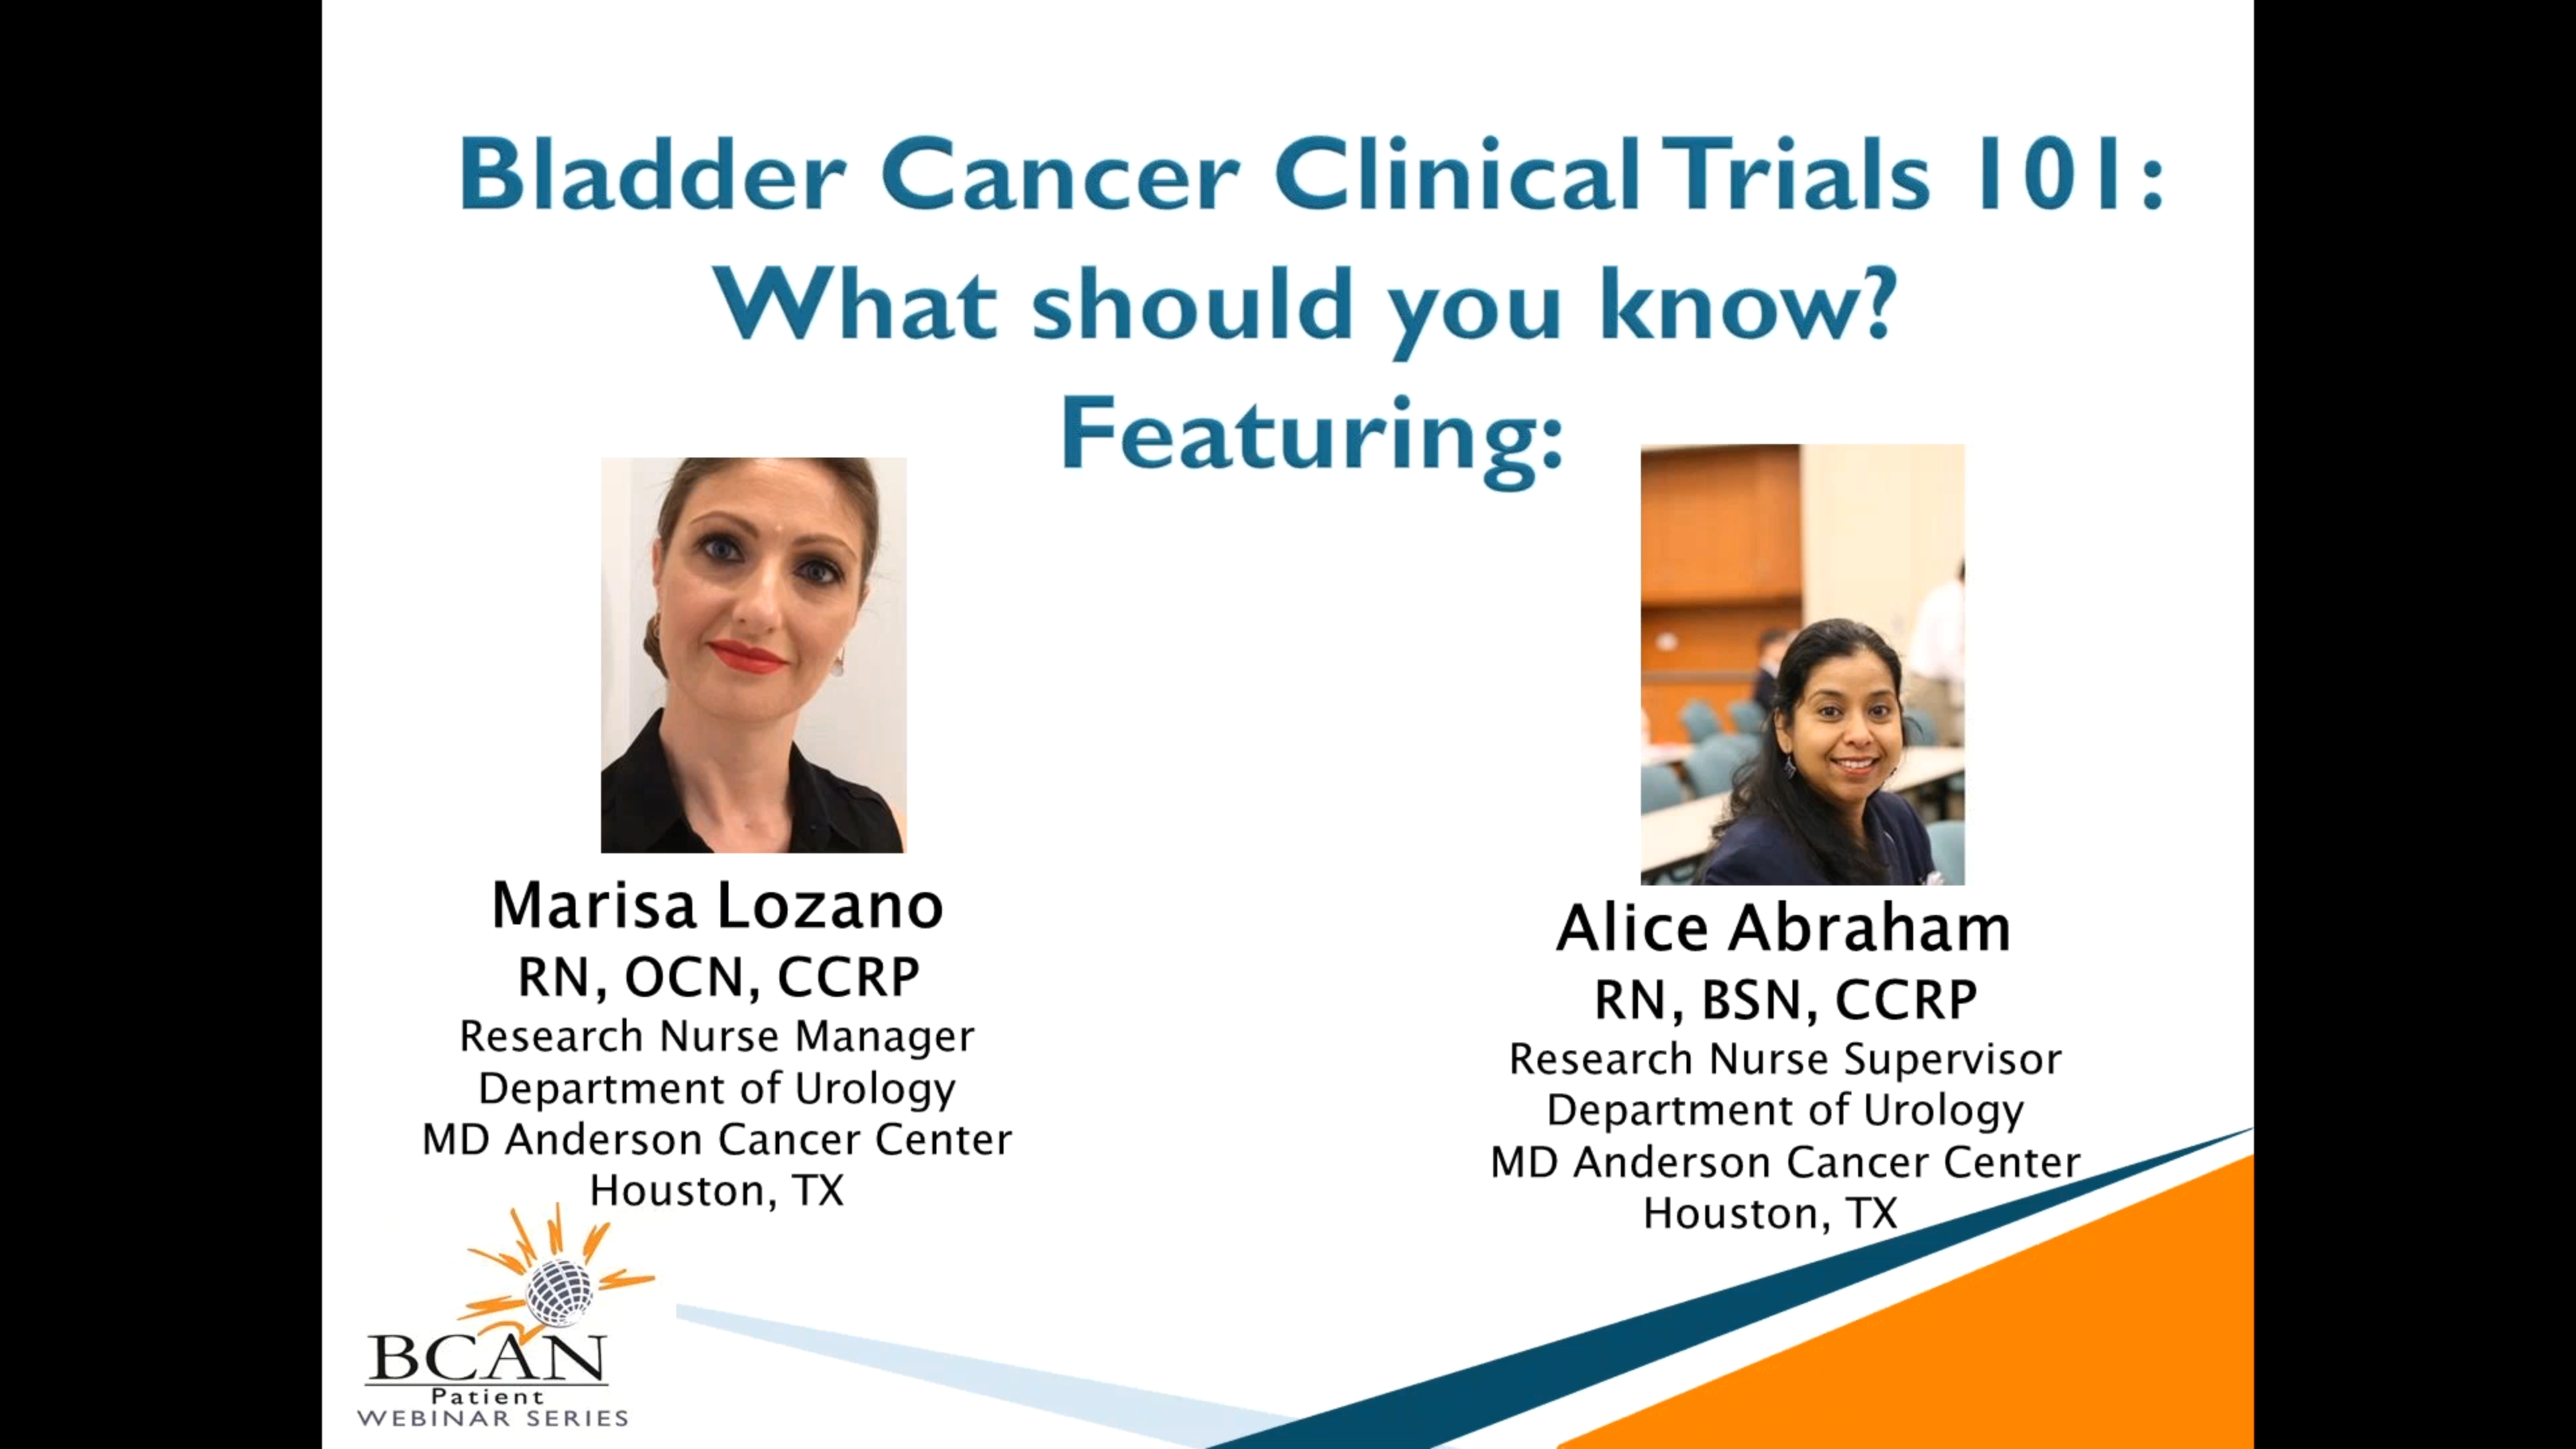 Bladder Cancer Clinical Trials 101:
What should you know?
Featuring:
Marisa Lozano
RN, OCN, CCRP
Research Nurse Manager
Department of Urology
MD Anderson Cancer Center
Houston, TX
Alice Abraham
RN, BSN, CCRP
Research Nurse Supervisor
Department of Urology
MD Anderson Cancer Center
Houston, TX
BCAN
Patient
WEBINAR SERIES